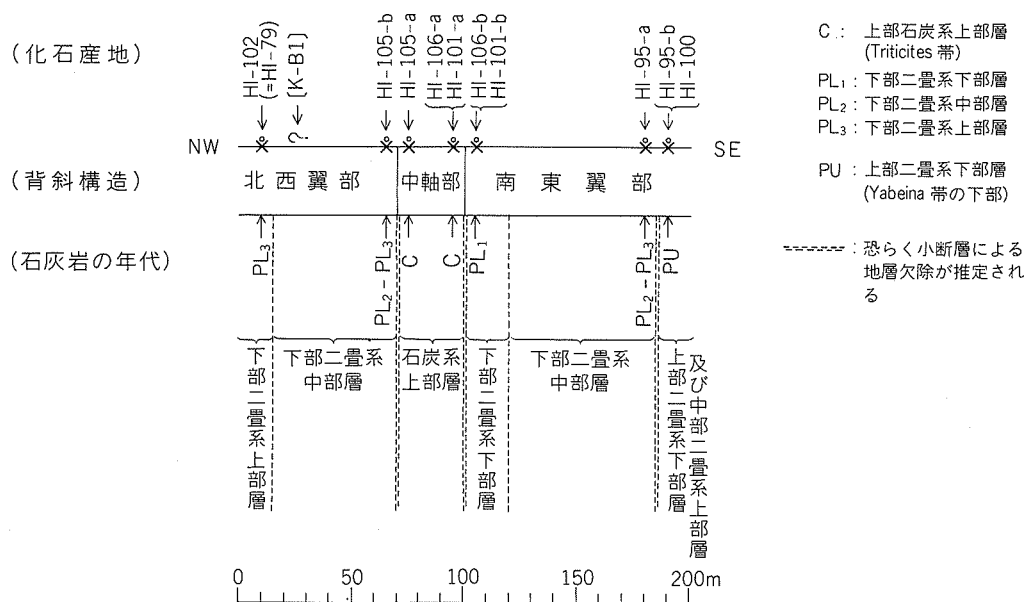 (化石産地)
HI-102
(=HI-79)
[K-B1]
HI-105-b
HI-105-a
HI-106-a
HI-101-a
HI-106-b
HI-101-b
HI-95-a
HI-95-b
HI-100
?
NW
SE
(背斜構造)
北西翼部
中軸部
南東翼部
(石灰岩の年代)
PL3
PL2-PL3
C
C
PL1
PL2-PL3
PU
下部二畳系上部層
下部二畳系
中部層
石炭系
上部層
下部二畳系下部層
下部二畳系
中部層
上部二畳系下部層
及び中部二畳系上部層
0
50
100
150
200m
C : 上部石炭系上部層
(Triticites 帯)
PL1 : 下部二畳系下部層
PL2 : 下部二畳系中部層
PL3 : 下部二畳系上部層
PU : 上部二畳系下部層
(Yabeina 帯の下部)
: 恐らく小断層による
地層欠除が推定され
る